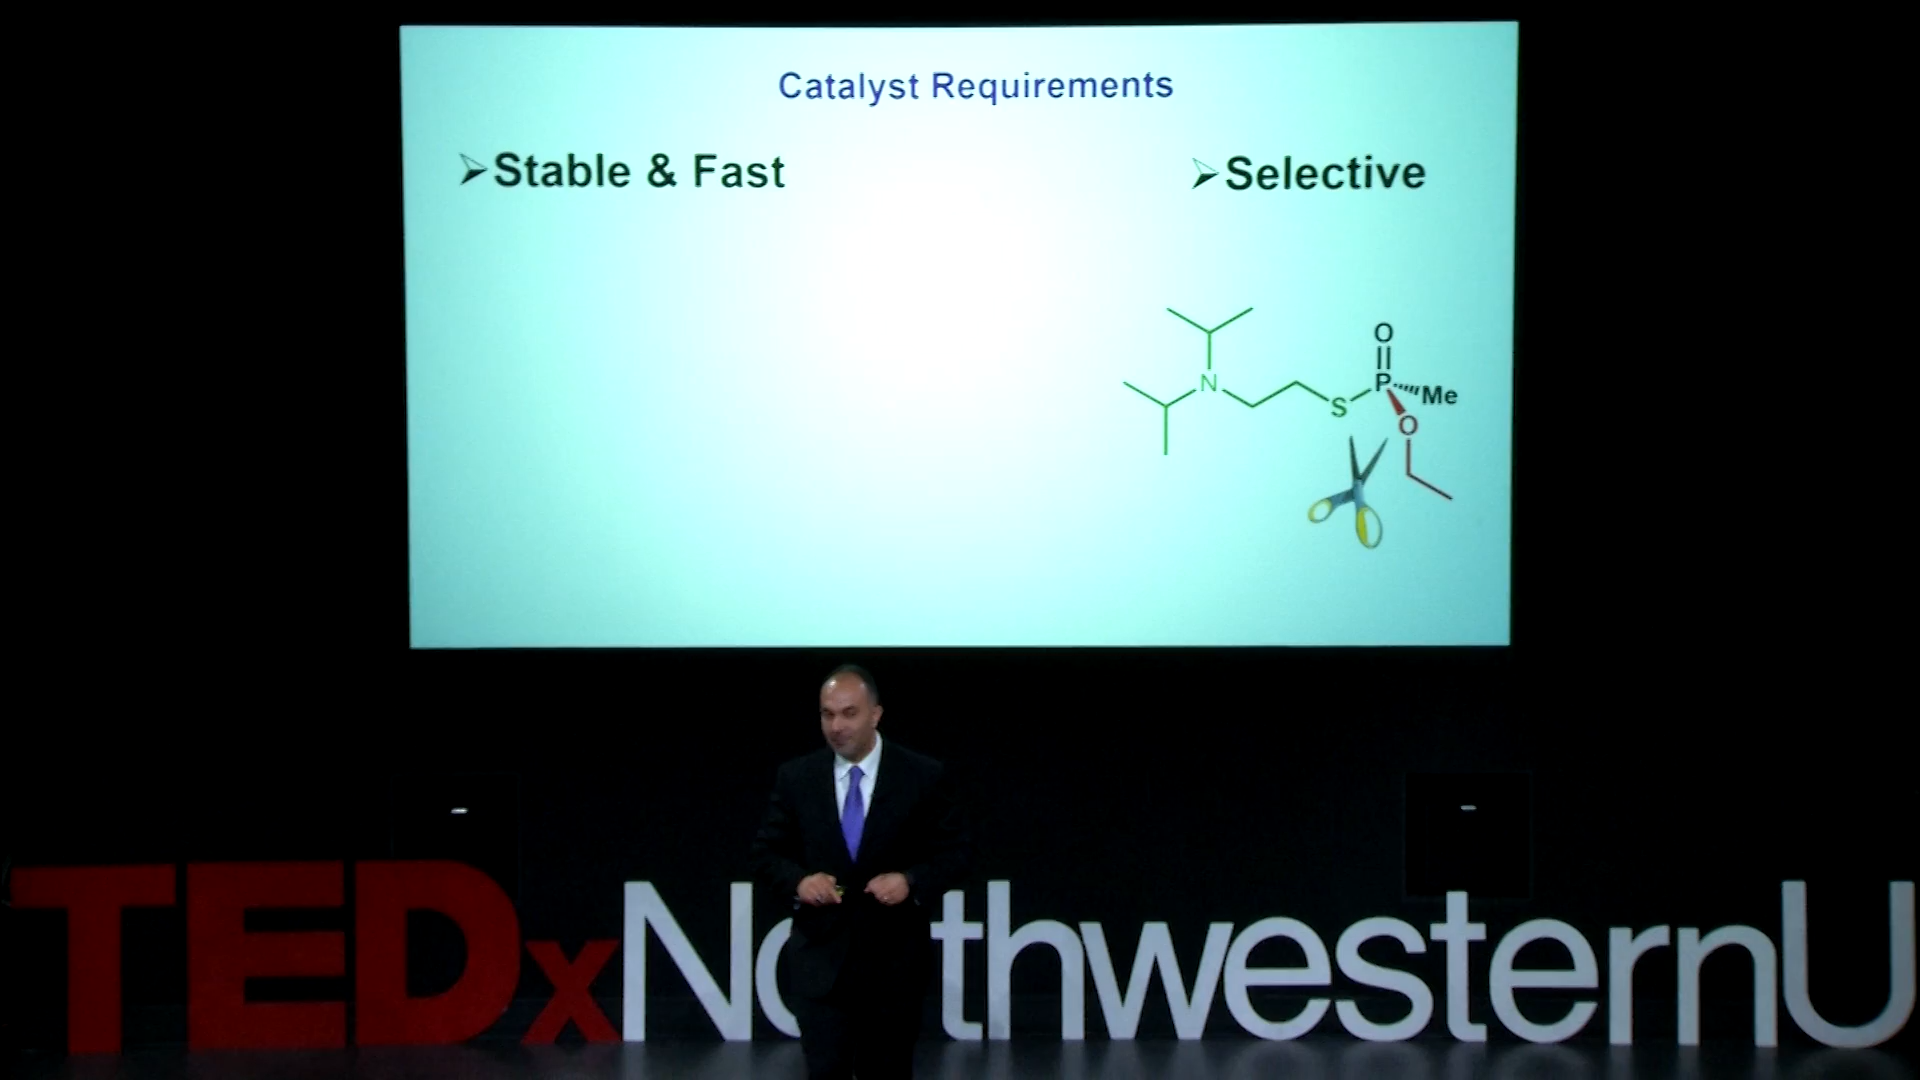 Catalyst Requirements
➢Stable & Fast
➢Selective
O
N
P
Me
S
O
TEDxNo thwesternU